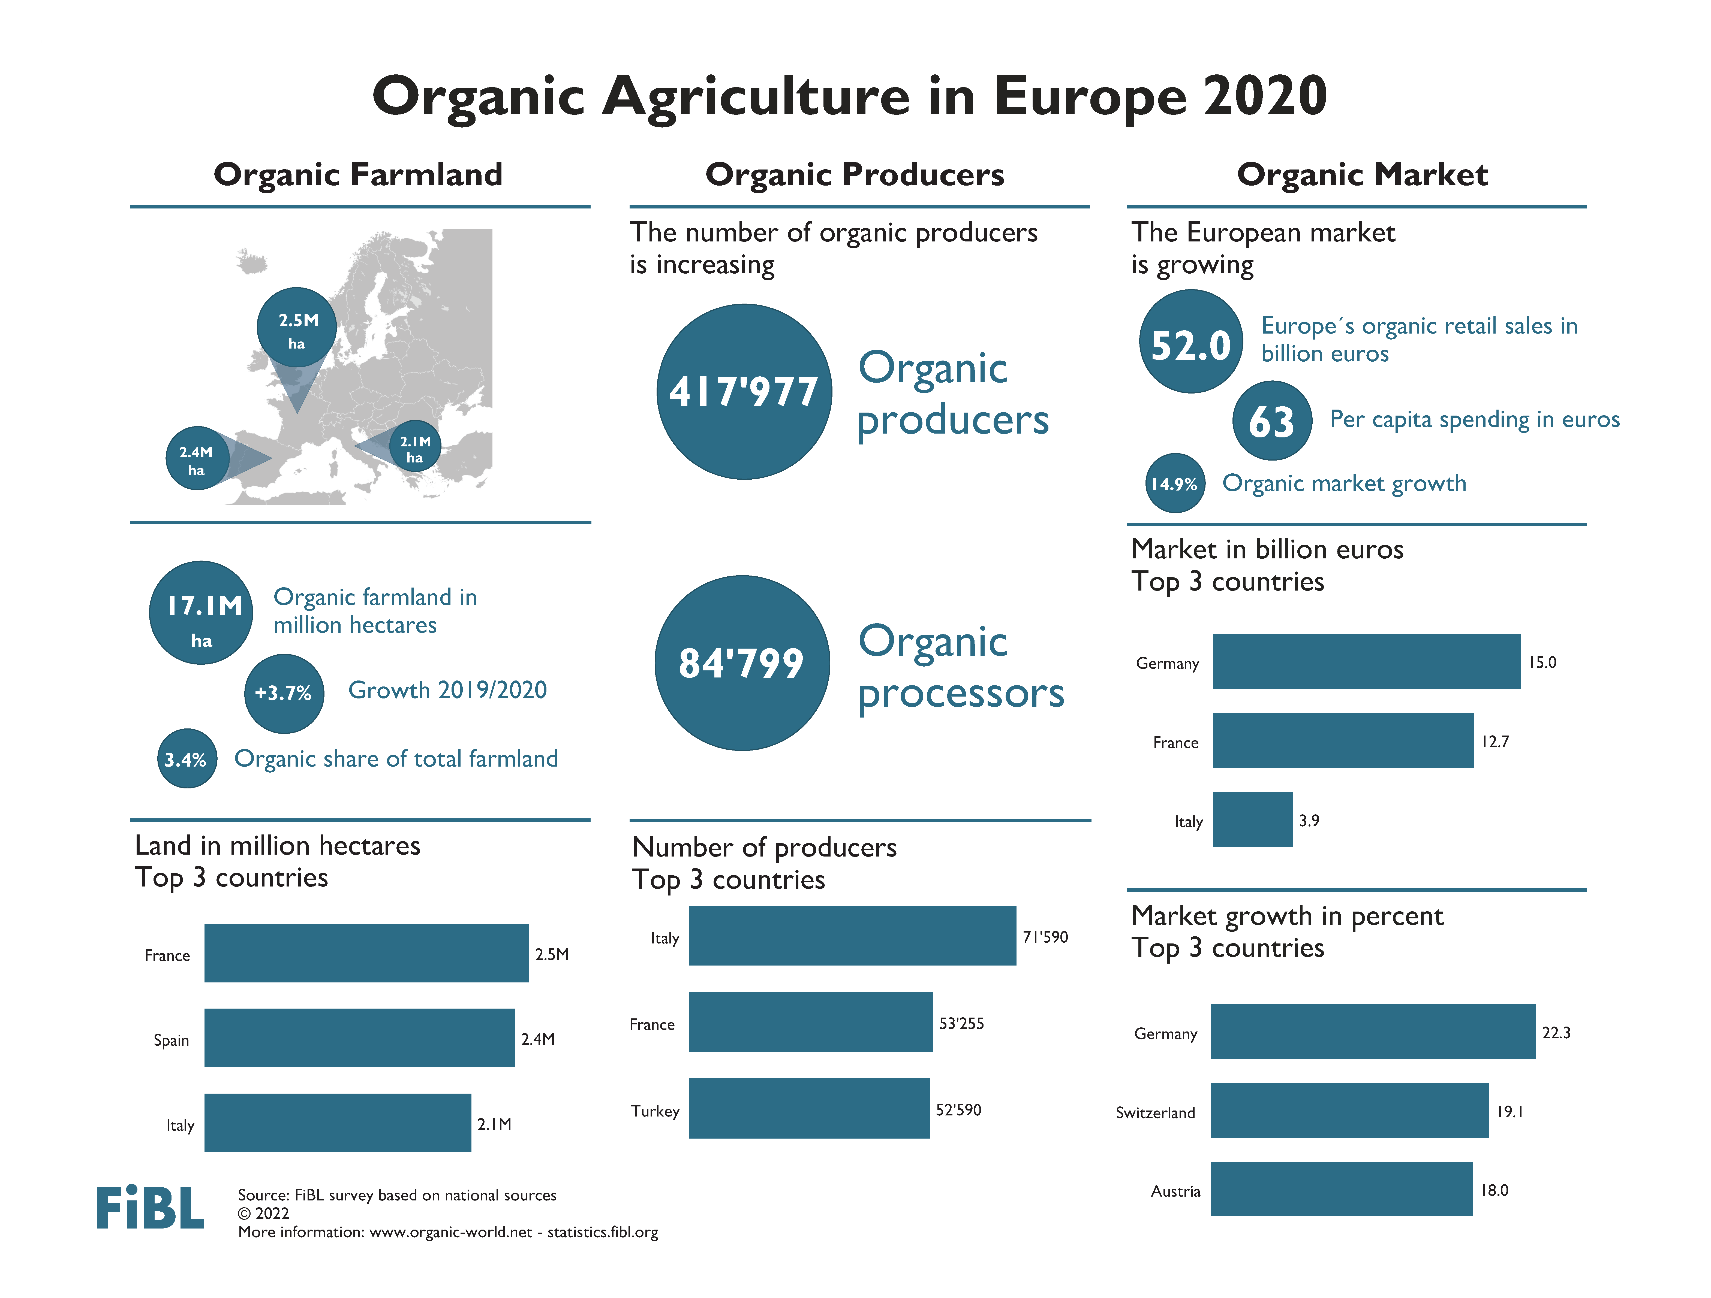 Organic Agriculture in Europe 2020
Organic Farmland
2.5M
ha
2.4M
ha
2.1M
ha
17.1M
ha
Organic farmland in
million hectares
+3.7%
Growth 2019/2020
3.4%
Organic share of total farmland
Land in million hectares
Top 3 countries
France
2.5M
Spain
2.4M
Italy
2.1M
Organic Producers
The number of organic producers
is increasing
417'977
Organic
producers
84'799
Organic
processors
Number of producers
Top 3 countries
Italy
71'590
France
53'255
Turkey
52'590
Organic Market
The European market
is growing
52.0
Europe´s organic retail sales in
billion euros
63
Per capita spending in euros
14.9%
Organic market growth
Market in billion euros
Top 3 countries
Germany
15.0
France
12.7
Italy
3.9
Market growth in percent
Top 3 countries
Germany
22.3
Switzerland
19.1
Austria
18.0
FiBL
Source: FiBL survey based on national sources
© 2022
More information: www.organic-world.net - statistics.fibl.org